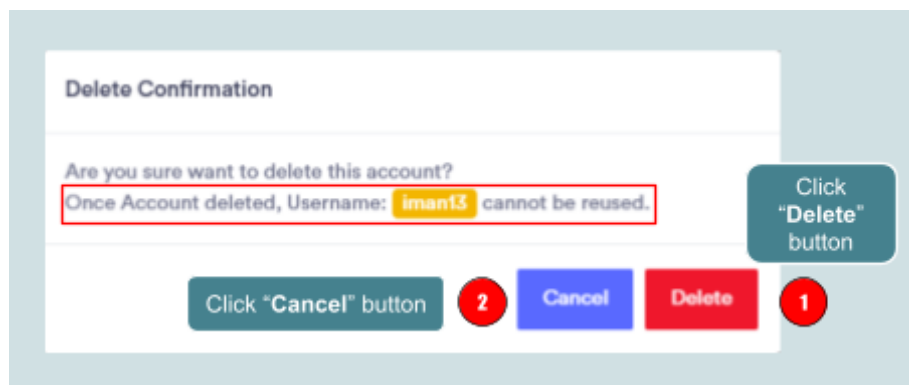 Delete Confirmation
Are you sure want to delete this account?
Once Account deleted, Username: iman13 cannot be reused.
Click
“Delete”
button
Click “Cancel” button
2
Cancel
Delete
1